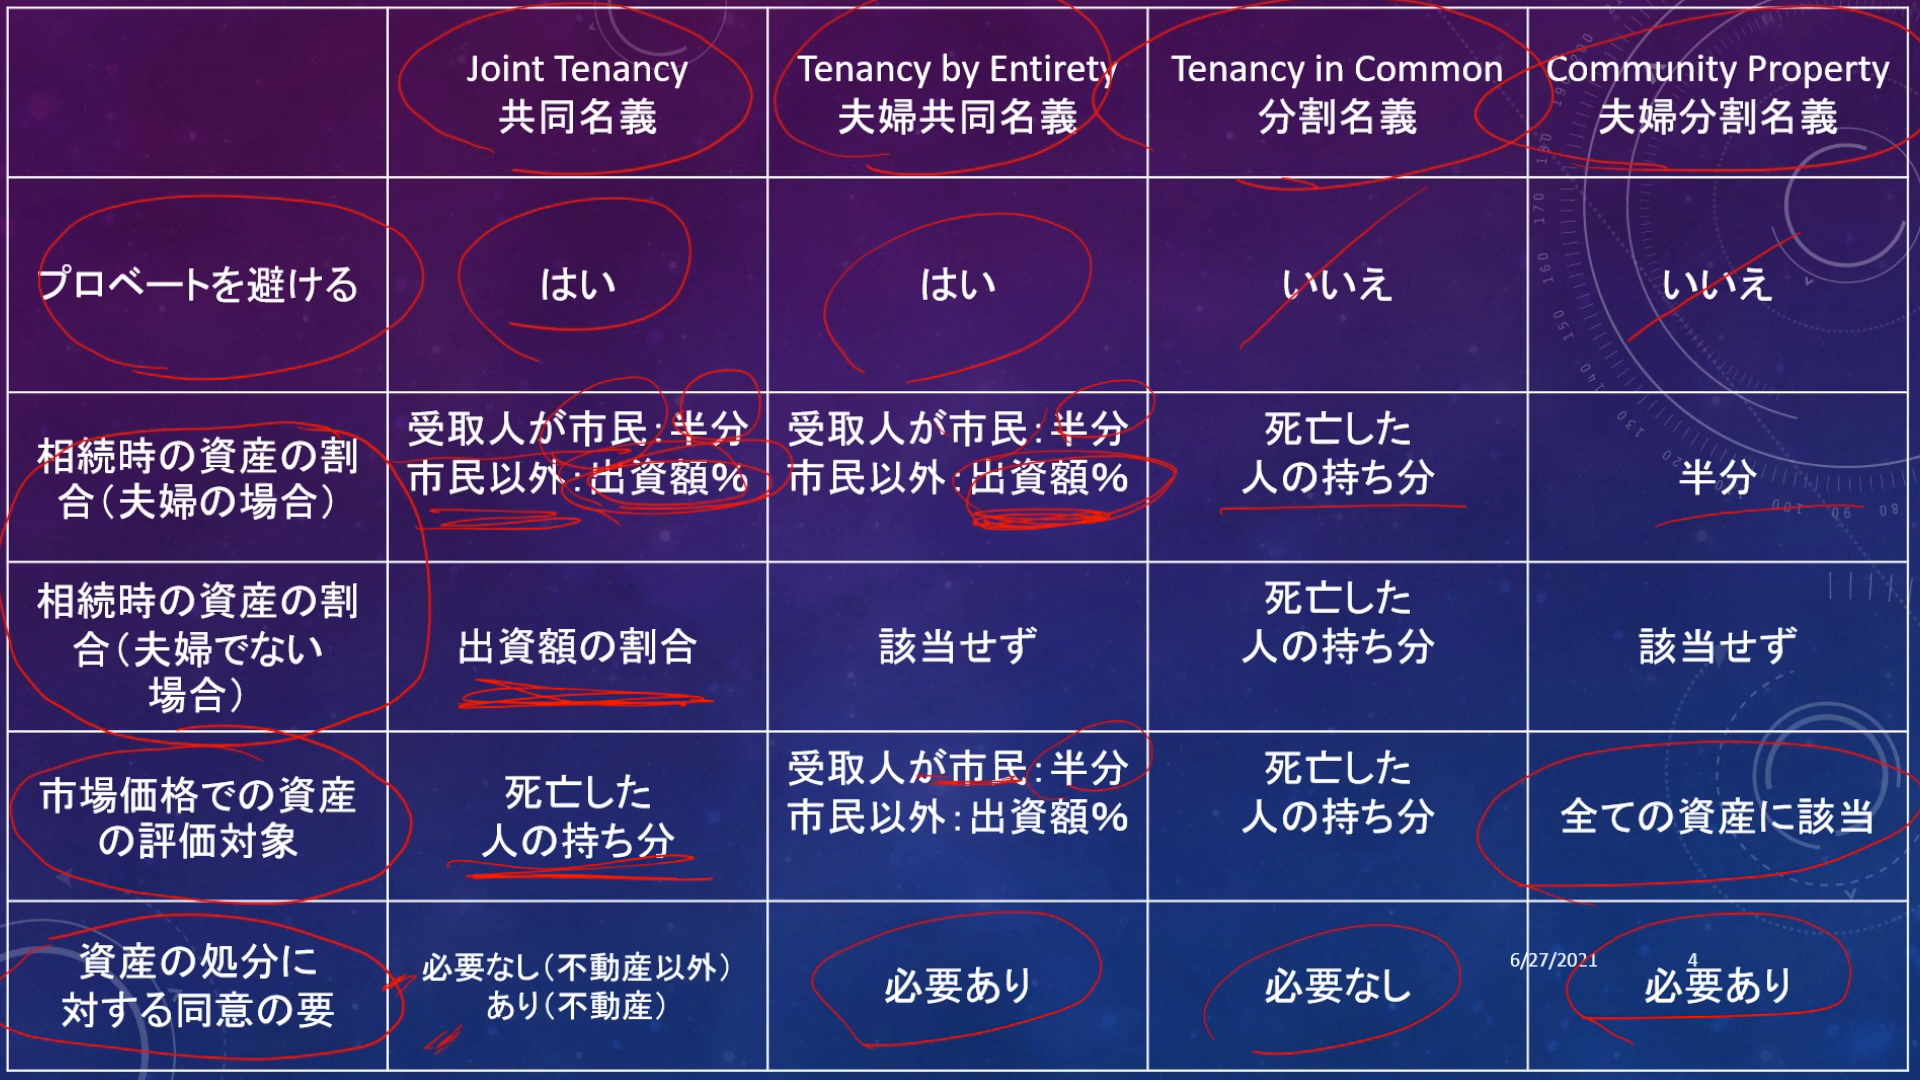 Joint Tenancy
共同名義
Tenancy by Entirety
夫婦共同名義
Tenancy in Common
分割名義
Community Property
夫婦分割名義
プロベートを避ける
はい
はい
いいえ
いいえ
相続時の資産の割
合(夫婦の場合)
受取人が市民:半分
市民以外:出資額%
受取人が市民:半分
市民以外:出資額%
死亡した
人の持ち分
半分
相続時の資産の割
合(夫婦でない
場合)
出資額の割合
該当せず
死亡した
人の持ち分
該当せず
市場価格での資産
の評価対象
死亡した
人の持ち分
受取人が市民:半分
市民以外:出資額%
死亡した
人の持ち分
全ての資産に該当
資産の処分に
対する同意の要
必要なし(不動産以外)
あり(不動産)
必要あり
必要なし
必要あり
6/27/2021
4
190
180
170
160
150
140
130
120
100
90
80